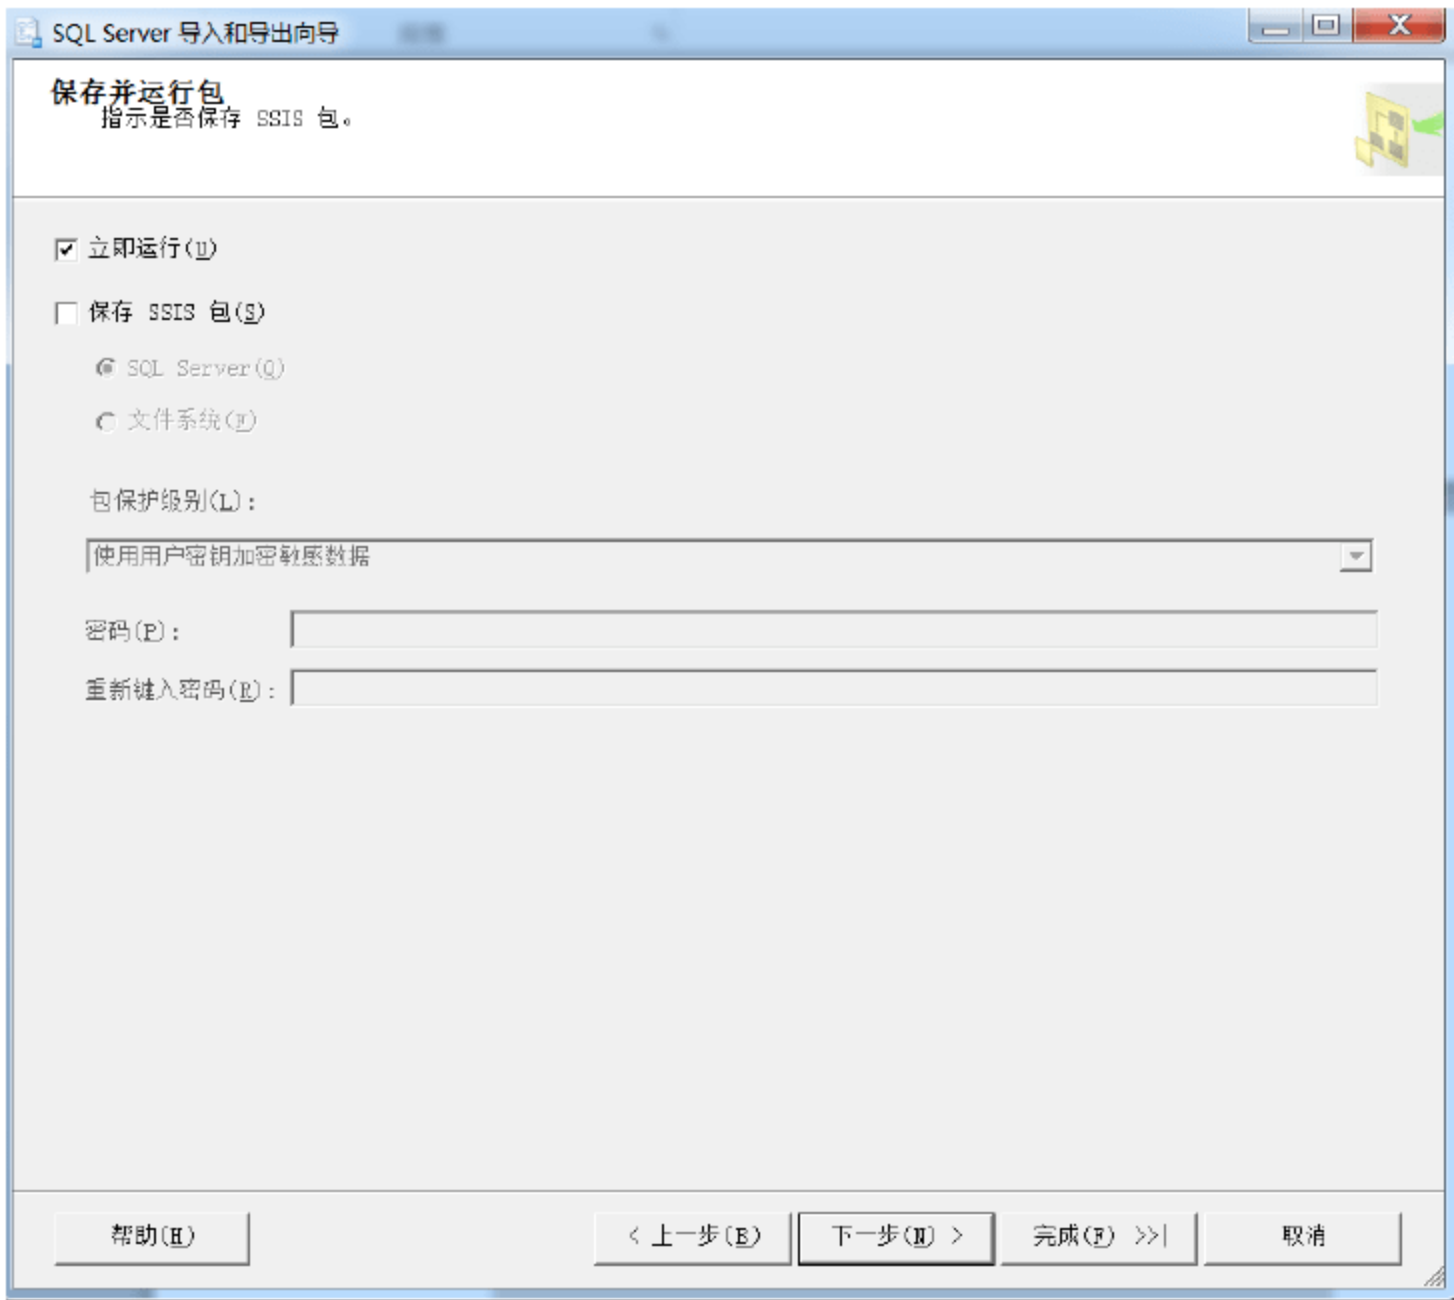 SQL Server 导入和导出向导
保存并运行包
指示是否保存 SSIS 包。
立即运行(U)
保存 SSIS 包(S)
SQL Server(Q)
文件系统(F)
包保护级别(L):
使用用户密钥加密敏感数据
密码(P):
重新键入密码(R):
帮助(H)
< 上一步(B)
下一步(N) >
完成(F) >>|
取消